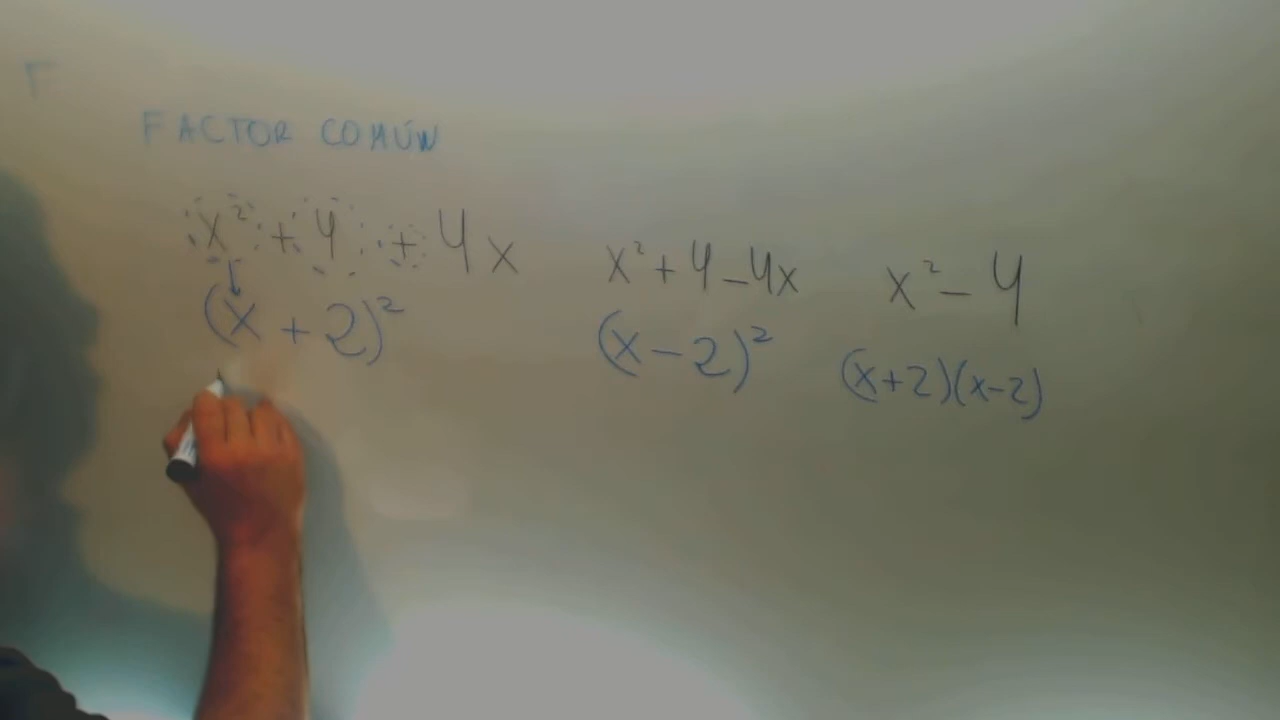 FACTOR COMÚN
x² + 4 + 4x
(x + 2)²
x² + 4 - 4x
(x - 2)²
x² - 4
(x+2)(x-2)